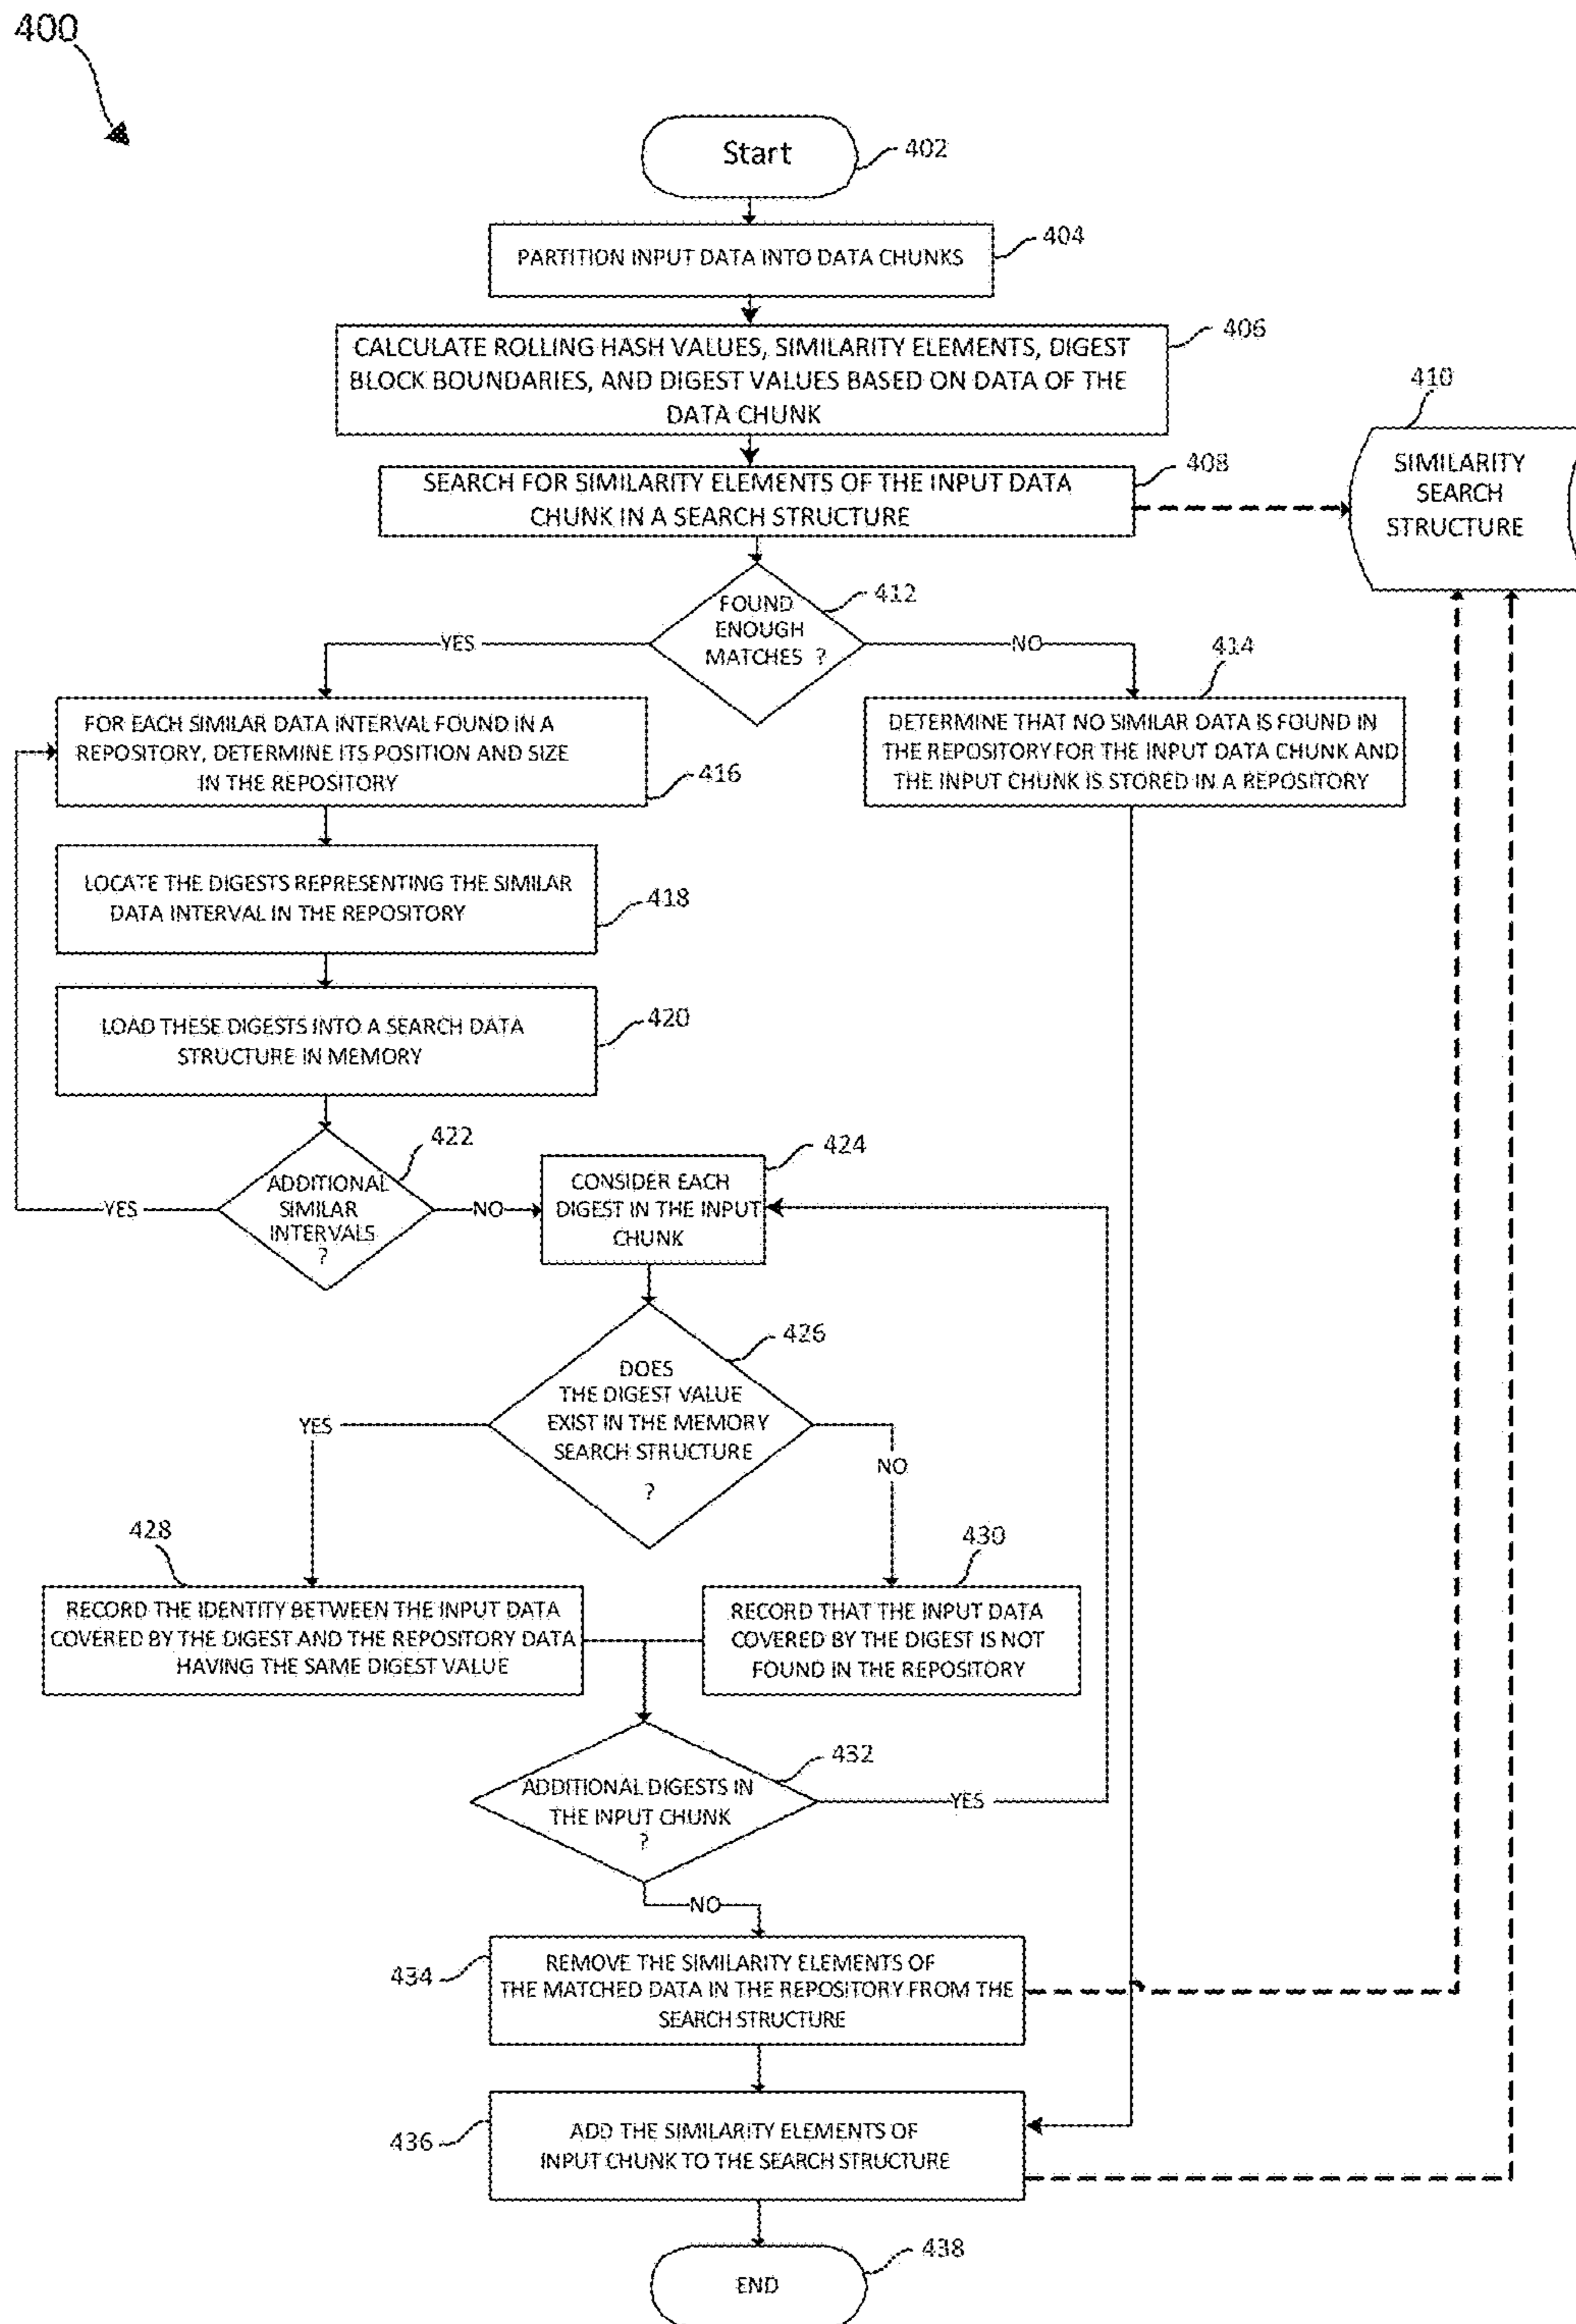 400
Start
402
PARTITION INPUT DATA INTO DATA CHUNKS
404
CALCULATE ROLLING HASH VALUES, SIMILARITY ELEMENTS, DIGEST
BLOCK BOUNDARIES, AND DIGEST VALUES BASED ON DATA OF THE
DATA CHUNK
406
SEARCH FOR SIMILARITY ELEMENTS OF THE INPUT DATA
CHUNK IN A SEARCH STRUCTURE
408
410
SIMILARITY
SEARCH
STRUCTURE
FOUND
ENOUGH
MATCHES ?
412
YES
NO
414
FOR EACH SIMILAR DATA INTERVAL FOUND IN A
REPOSITORY, DETERMINE ITS POSITION AND SIZE
IN THE REPOSITORY
416
DETERMINE THAT NO SIMILAR DATA IS FOUND IN
THE REPOSITORY FOR THE INPUT DATA CHUNK AND
THE INPUT CHUNK IS STORED IN A REPOSITORY
LOCATE THE DIGESTS REPRESENTING THE SIMILAR
DATA INTERVAL IN THE REPOSITORY
418
LOAD THESE DIGESTS INTO A SEARCH DATA
STRUCTURE IN MEMORY
420
ADDITIONAL
SIMILAR
INTERVALS
?
422
YES
NO
CONSIDER EACH
DIGEST IN THE INPUT
CHUNK
424
DOES
THE DIGEST VALUE
EXIST IN THE MEMORY
SEARCH STRUCTURE
?
426
YES
NO
428
RECORD THE IDENTITY BETWEEN THE INPUT DATA
COVERED BY THE DIGEST AND THE REPOSITORY DATA
HAVING THE SAME DIGEST VALUE
430
RECORD THAT THE INPUT DATA
COVERED BY THE DIGEST IS NOT
FOUND IN THE REPOSITORY
ADDITIONAL DIGESTS IN
THE INPUT CHUNK
?
432
YES
NO
434
REMOVE THE SIMILARITY ELEMENTS OF
THE MATCHED DATA IN THE REPOSITORY FROM THE
SEARCH STRUCTURE
436
ADD THE SIMILARITY ELEMENTS OF
INPUT CHUNK TO THE SEARCH STRUCTURE
END
438